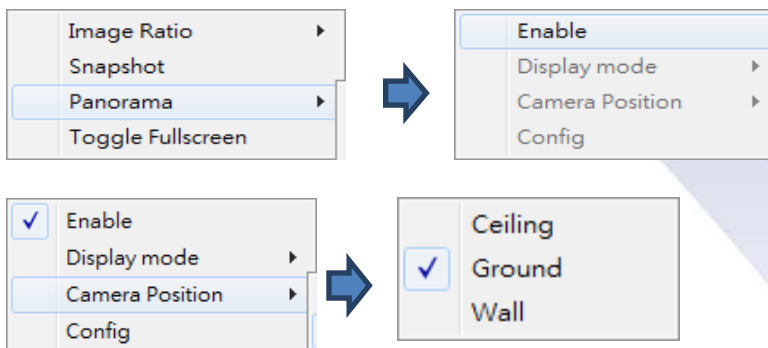 Image Ratio
Snapshot
Panorama
Toggle Fullscreen
Enable
Display mode
Camera Position
Config
Enable
Display mode
Camera Position
Config
Ceiling
Ground
Wall